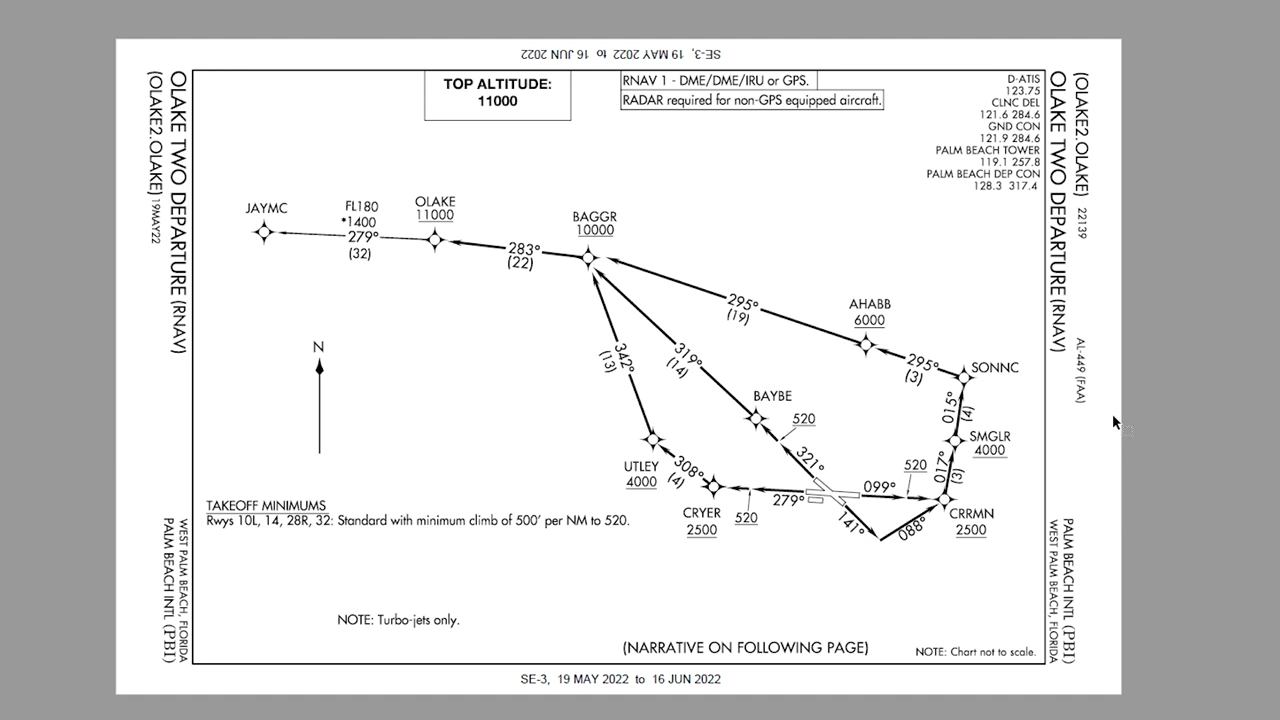 SE-3, 19 MAY 2022 to 16 JUN 2022
OLAKE TWO DEPARTURE (RNAV)
(OLAKE2.OLAKE) 19MAY22
TOP ALTITUDE:
11000
RNAV 1 - DME/DME/IRU or GPS.
RADAR required for non-GPS equipped aircraft.
D-ATIS
123.75
CLNC DEL
121.6 284.6
GND CON
121.9 284.6
PALM BEACH TOWER
119.1 257.8
PALM BEACH DEP CON
128.3 317.4
(OLAKE2.OLAKE) 22139
OLAKE TWO DEPARTURE (RNAV)
AL-449 (FAA)
JAYMC
FL180
*1400
279°
(32)
OLAKE
11000
283°
(22)
BAGGR
10000
295°
(19)
AHABB
6000
295°
(3)
SONNC
342°
(13)
319°
(14)
BAYBE
520
321°
015°
(4)
SMGLR
4000
017°
(3)
520
099°
CRRMN
2500
N
UTLEY
4000
308°
(4)
CRYER
2500
520
279°
141°
088°
TAKEOFF MINIMUMS
Rwys 10L, 14, 28R, 32: Standard with minimum climb of 500' per NM to 520.
NOTE: Turbo-jets only.
(NARRATIVE ON FOLLOWING PAGE)
NOTE: Chart not to scale.
WEST PALM BEACH, FLORIDA
PALM BEACH INTL (PBI)
PALM BEACH INTL (PBI)
WEST PALM BEACH, FLORIDA
SE-3, 19 MAY 2022 to 16 JUN 2022